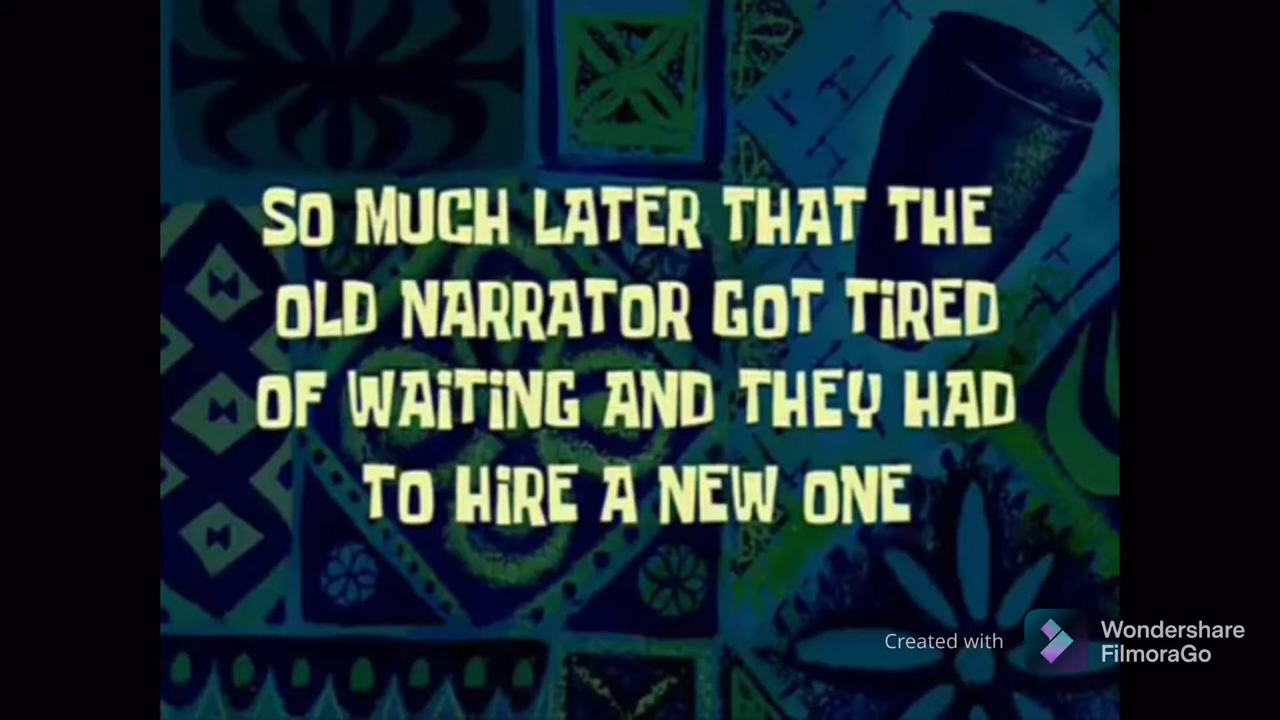 SO MUCH LATER THAT THE
OLD NARRATOR GOT TiRED
OF WAiTiNG AND THEY HAD
TO HiRE A NEW ONE
Created with
Wondershare
FilmoraGo